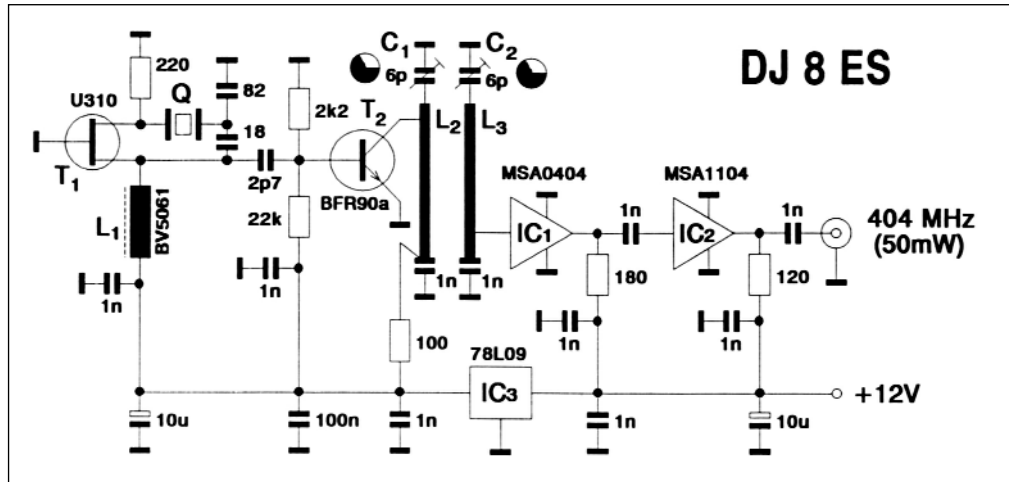 C1
C2
DJ 8 ES
6p
6p
220
U310
Q
82
2k2
T2
L2
L3
18
MSA0404
MSA1104
T1
2p7
BFR90a
1n
1n
404 MHz
(50mW)
L1
BV5061
22k
IC1
IC2
1n
1n
180
120
1n
1n
100
78L09
1n
1n
IC3
+12V
10u
100n
1n
1n
10u